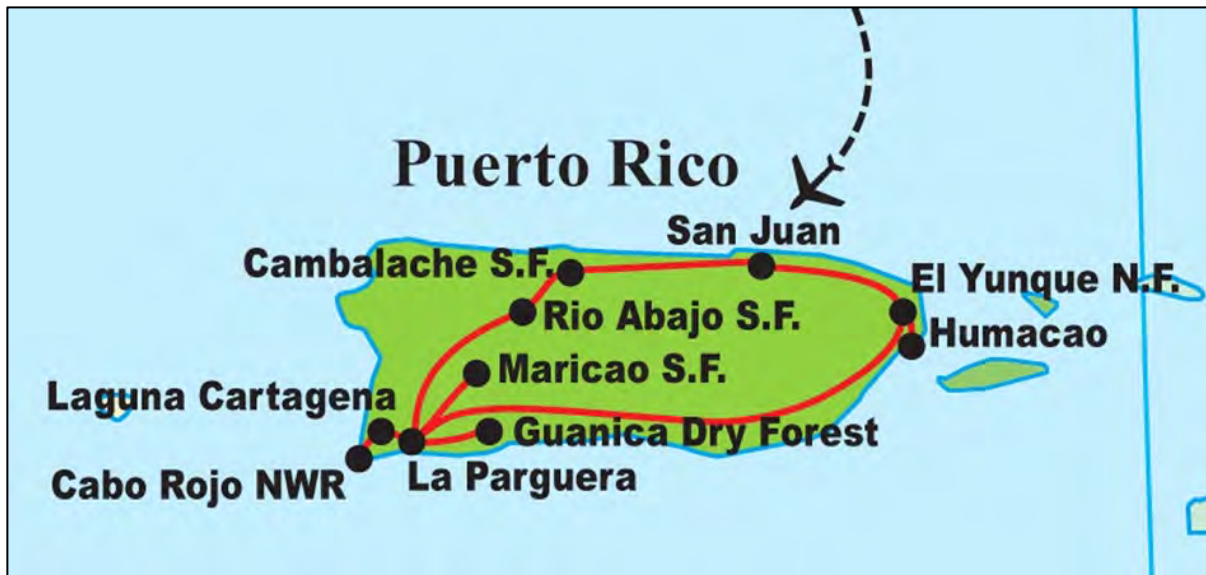 Puerto Rico
San Juan
Cambalache S.F.
El Yunque N.F.
Rio Abajo S.F.
Humacao
Maricao S.F.
Laguna Cartagena
Guanica Dry Forest
La Parguera
Cabo Rojo NWR